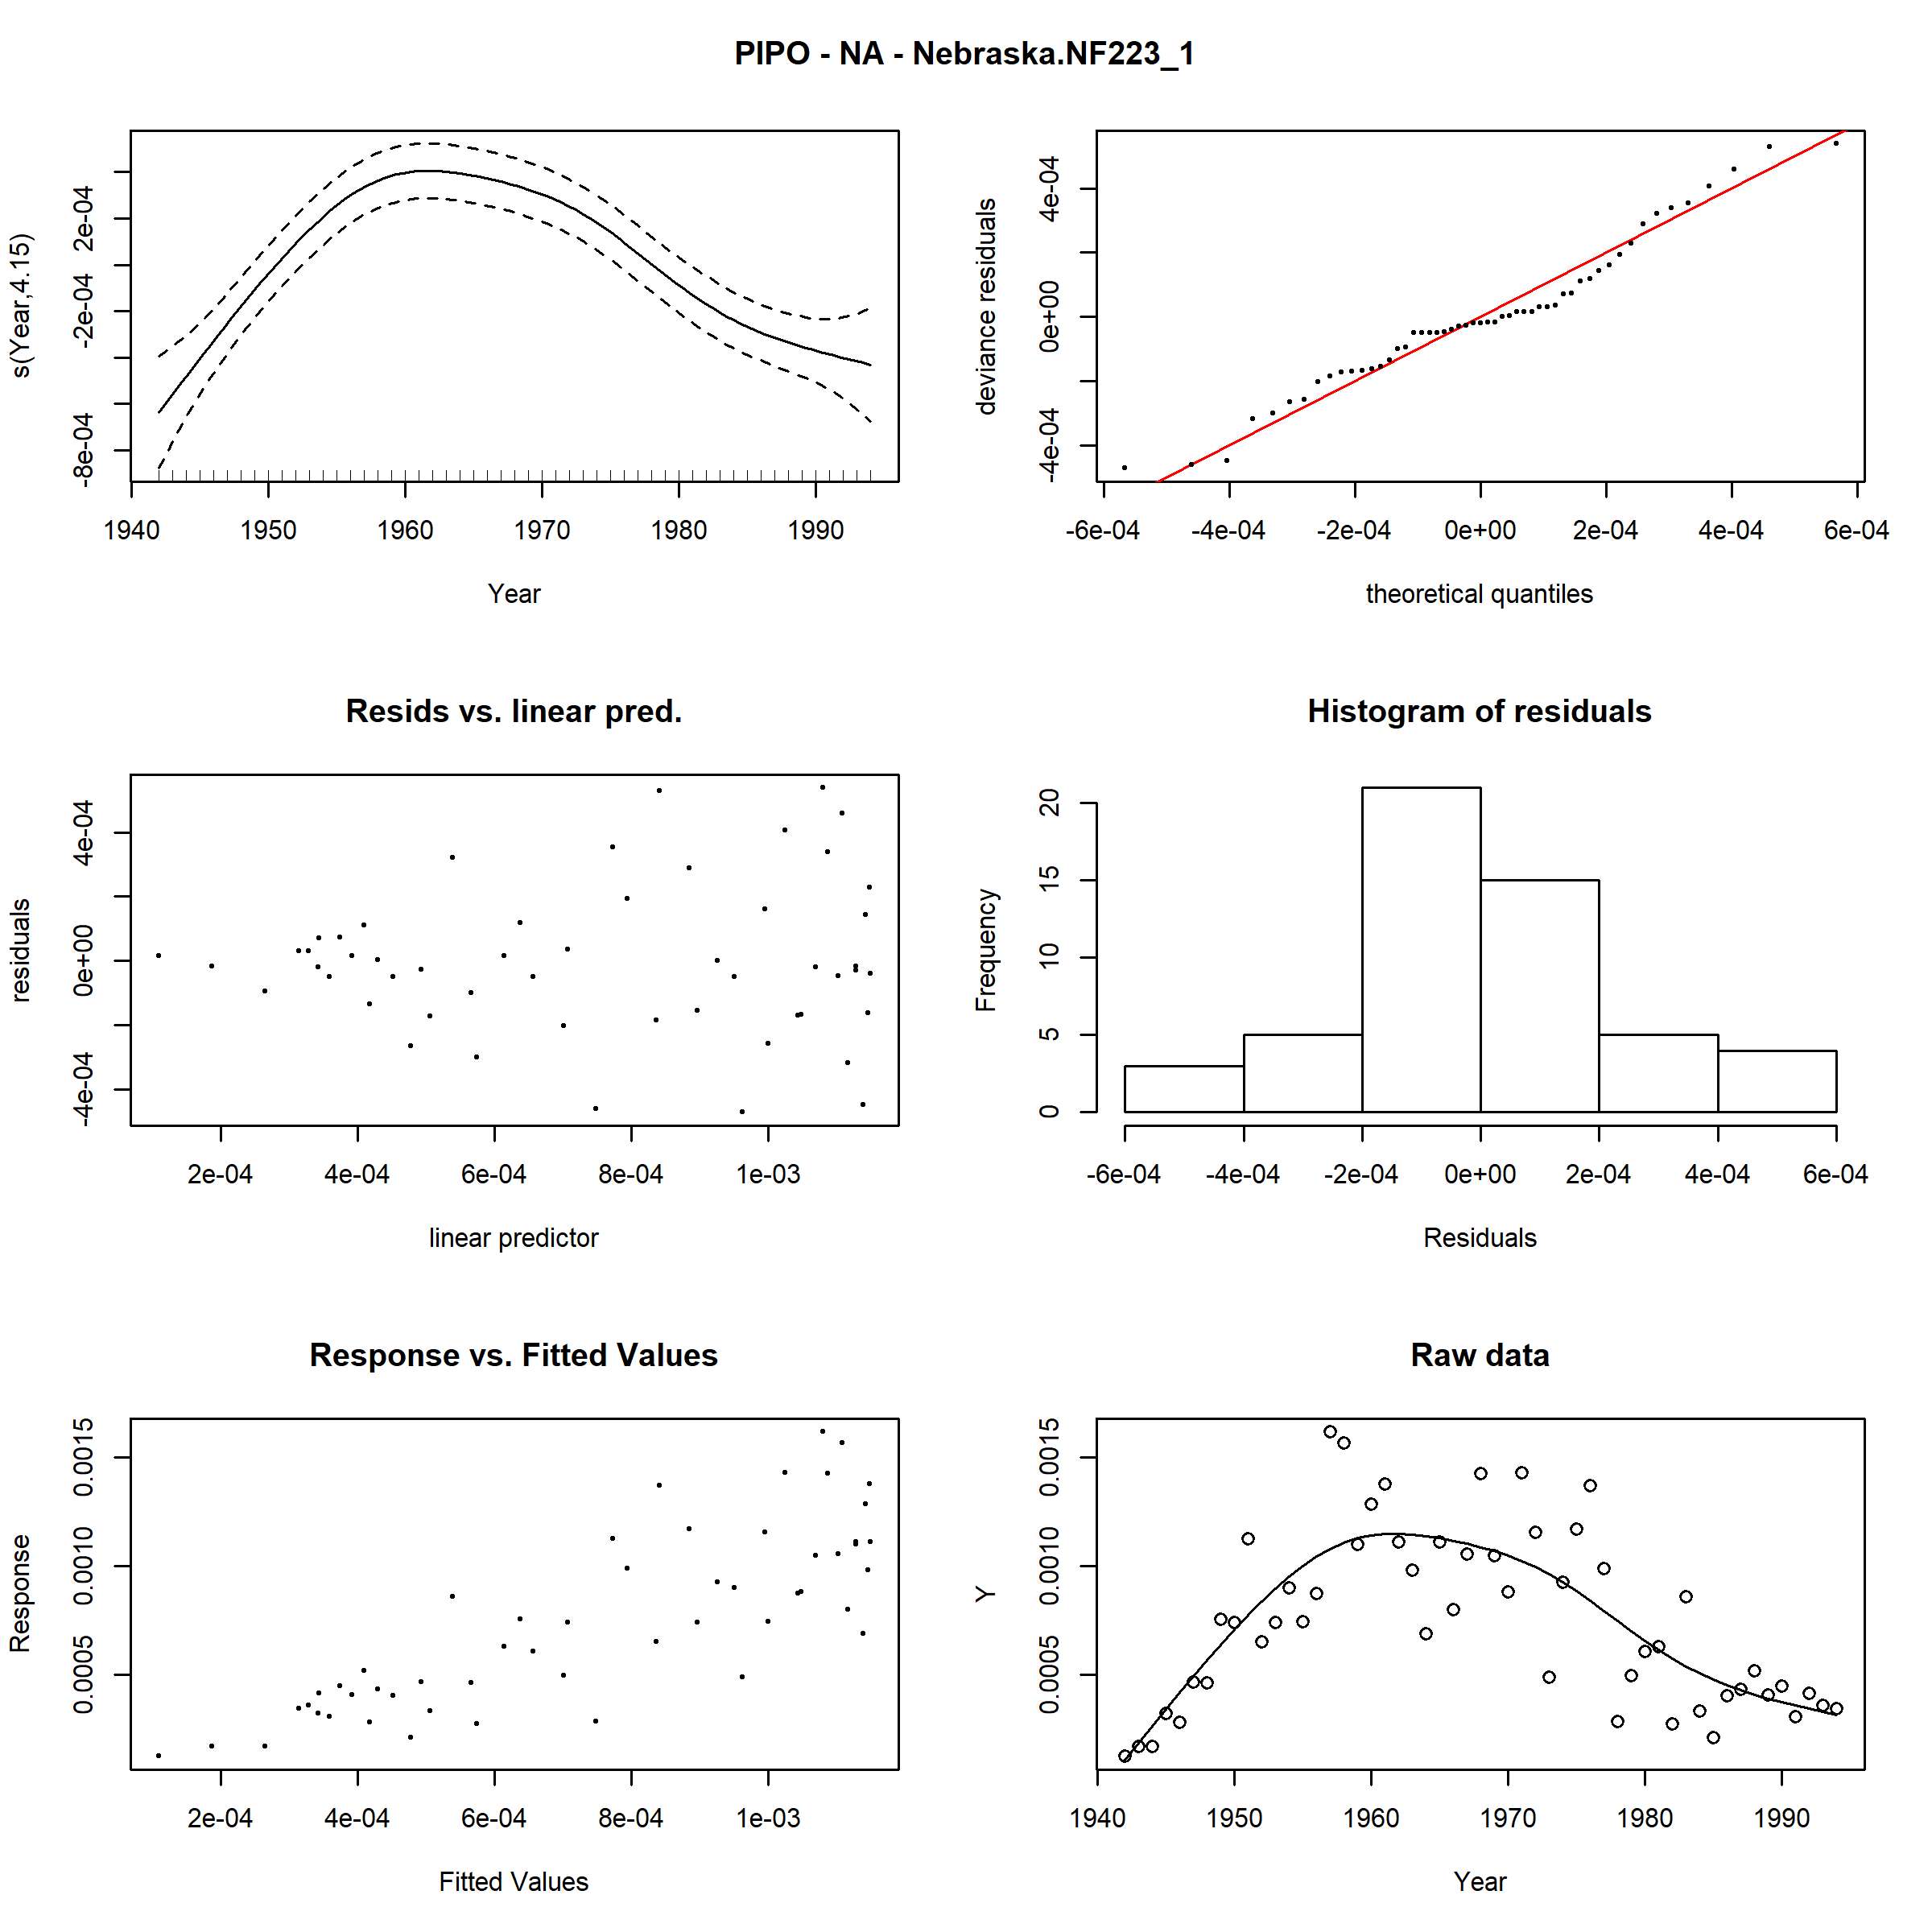 PIPO - NA - Nebraska.NF223_1
s(Year,4.15)
-8e-04 -2e-04 2e-04
1940 1950 1960 1970 1980 1990
Year
deviance residuals
-4e-04 0e+00 4e-04
-6e-04 -4e-04 -2e-04 0e+00 2e-04 4e-04 6e-04
theoretical quantiles
Resids vs. linear pred.
residuals
-4e-04 0e+00 4e-04
2e-04 4e-04 6e-04 8e-04 1e-03
linear predictor
Histogram of residuals
Frequency
0 5 10 15 20
-6e-04 -4e-04 -2e-04 0e+00 2e-04 4e-04 6e-04
Residuals
Response vs. Fitted Values
Response
0.0005 0.0010 0.0015
2e-04 4e-04 6e-04 8e-04 1e-03
Fitted Values
Raw data
Y
0.0005 0.0010 0.0015
1940 1950 1960 1970 1980 1990
Year